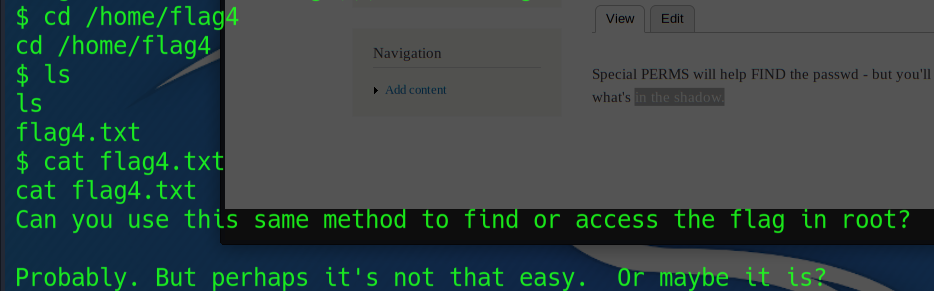 $ cd /home/flag4
cd /home/flag4
$ ls
ls
flag4.txt
$ cat flag4.txt
cat flag4.txt
Can you use this same method to find or access the flag in root?
Probably. But perhaps it's not that easy.  Or maybe it is?
View Edit
Navigation
Add content
Special PERMS will help FIND the passwd - but you'll
what's in the shadow.